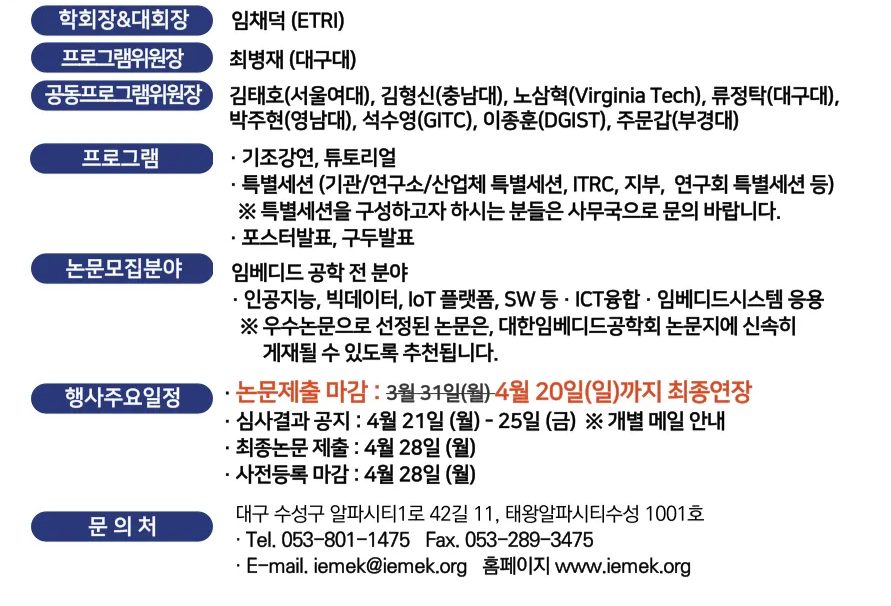 학회장&대회장 임채덕 (ETRI)
프로그램위원장 최병재 (대구대)
공동프로그램위원장 김태호(서울여대), 김형신(충남대), 노삼혁(Virginia Tech), 류정탁(대구대),
박주현(영남대), 석수영(GITC), 이종훈(DGIST), 주문갑(부경대)
프로그램 · 기조강연, 튜토리얼
· 특별세션 (기관/연구소/산업체 특별세션, ITRC, 지부, 연구회 특별세션 등)
※ 특별세션을 구성하고자 하시는 분들은 사무국으로 문의 바랍니다.
· 포스터발표, 구두발표
논문모집분야 임베디드 공학 전 분야
· 인공지능, 빅데이터, IoT 플랫폼, SW 등 · ICT융합 · 임베디드시스템 응용
※ 우수논문으로 선정된 논문은, 대한임베디드공학회 논문지에 신속히
게재될 수 있도록 추천됩니다.
행사주요일정 · 논문제출 마감 : 3월 31일(월) 4월 20일(일)까지 최종연장
· 심사결과 공지 : 4월 21일 (월) - 25일 (금) ※ 개별 메일 안내
· 최종논문 제출 : 4월 28일 (월)
· 사전등록 마감 : 4월 28일 (월)
문 의 처 대구 수성구 알파시티1로 42길 11, 태왕알파시티수성 1001호
· Tel. 053-801-1475 Fax. 053-289-3475
· E-mail. iemek@iemek.org 홈페이지 www.iemek.org